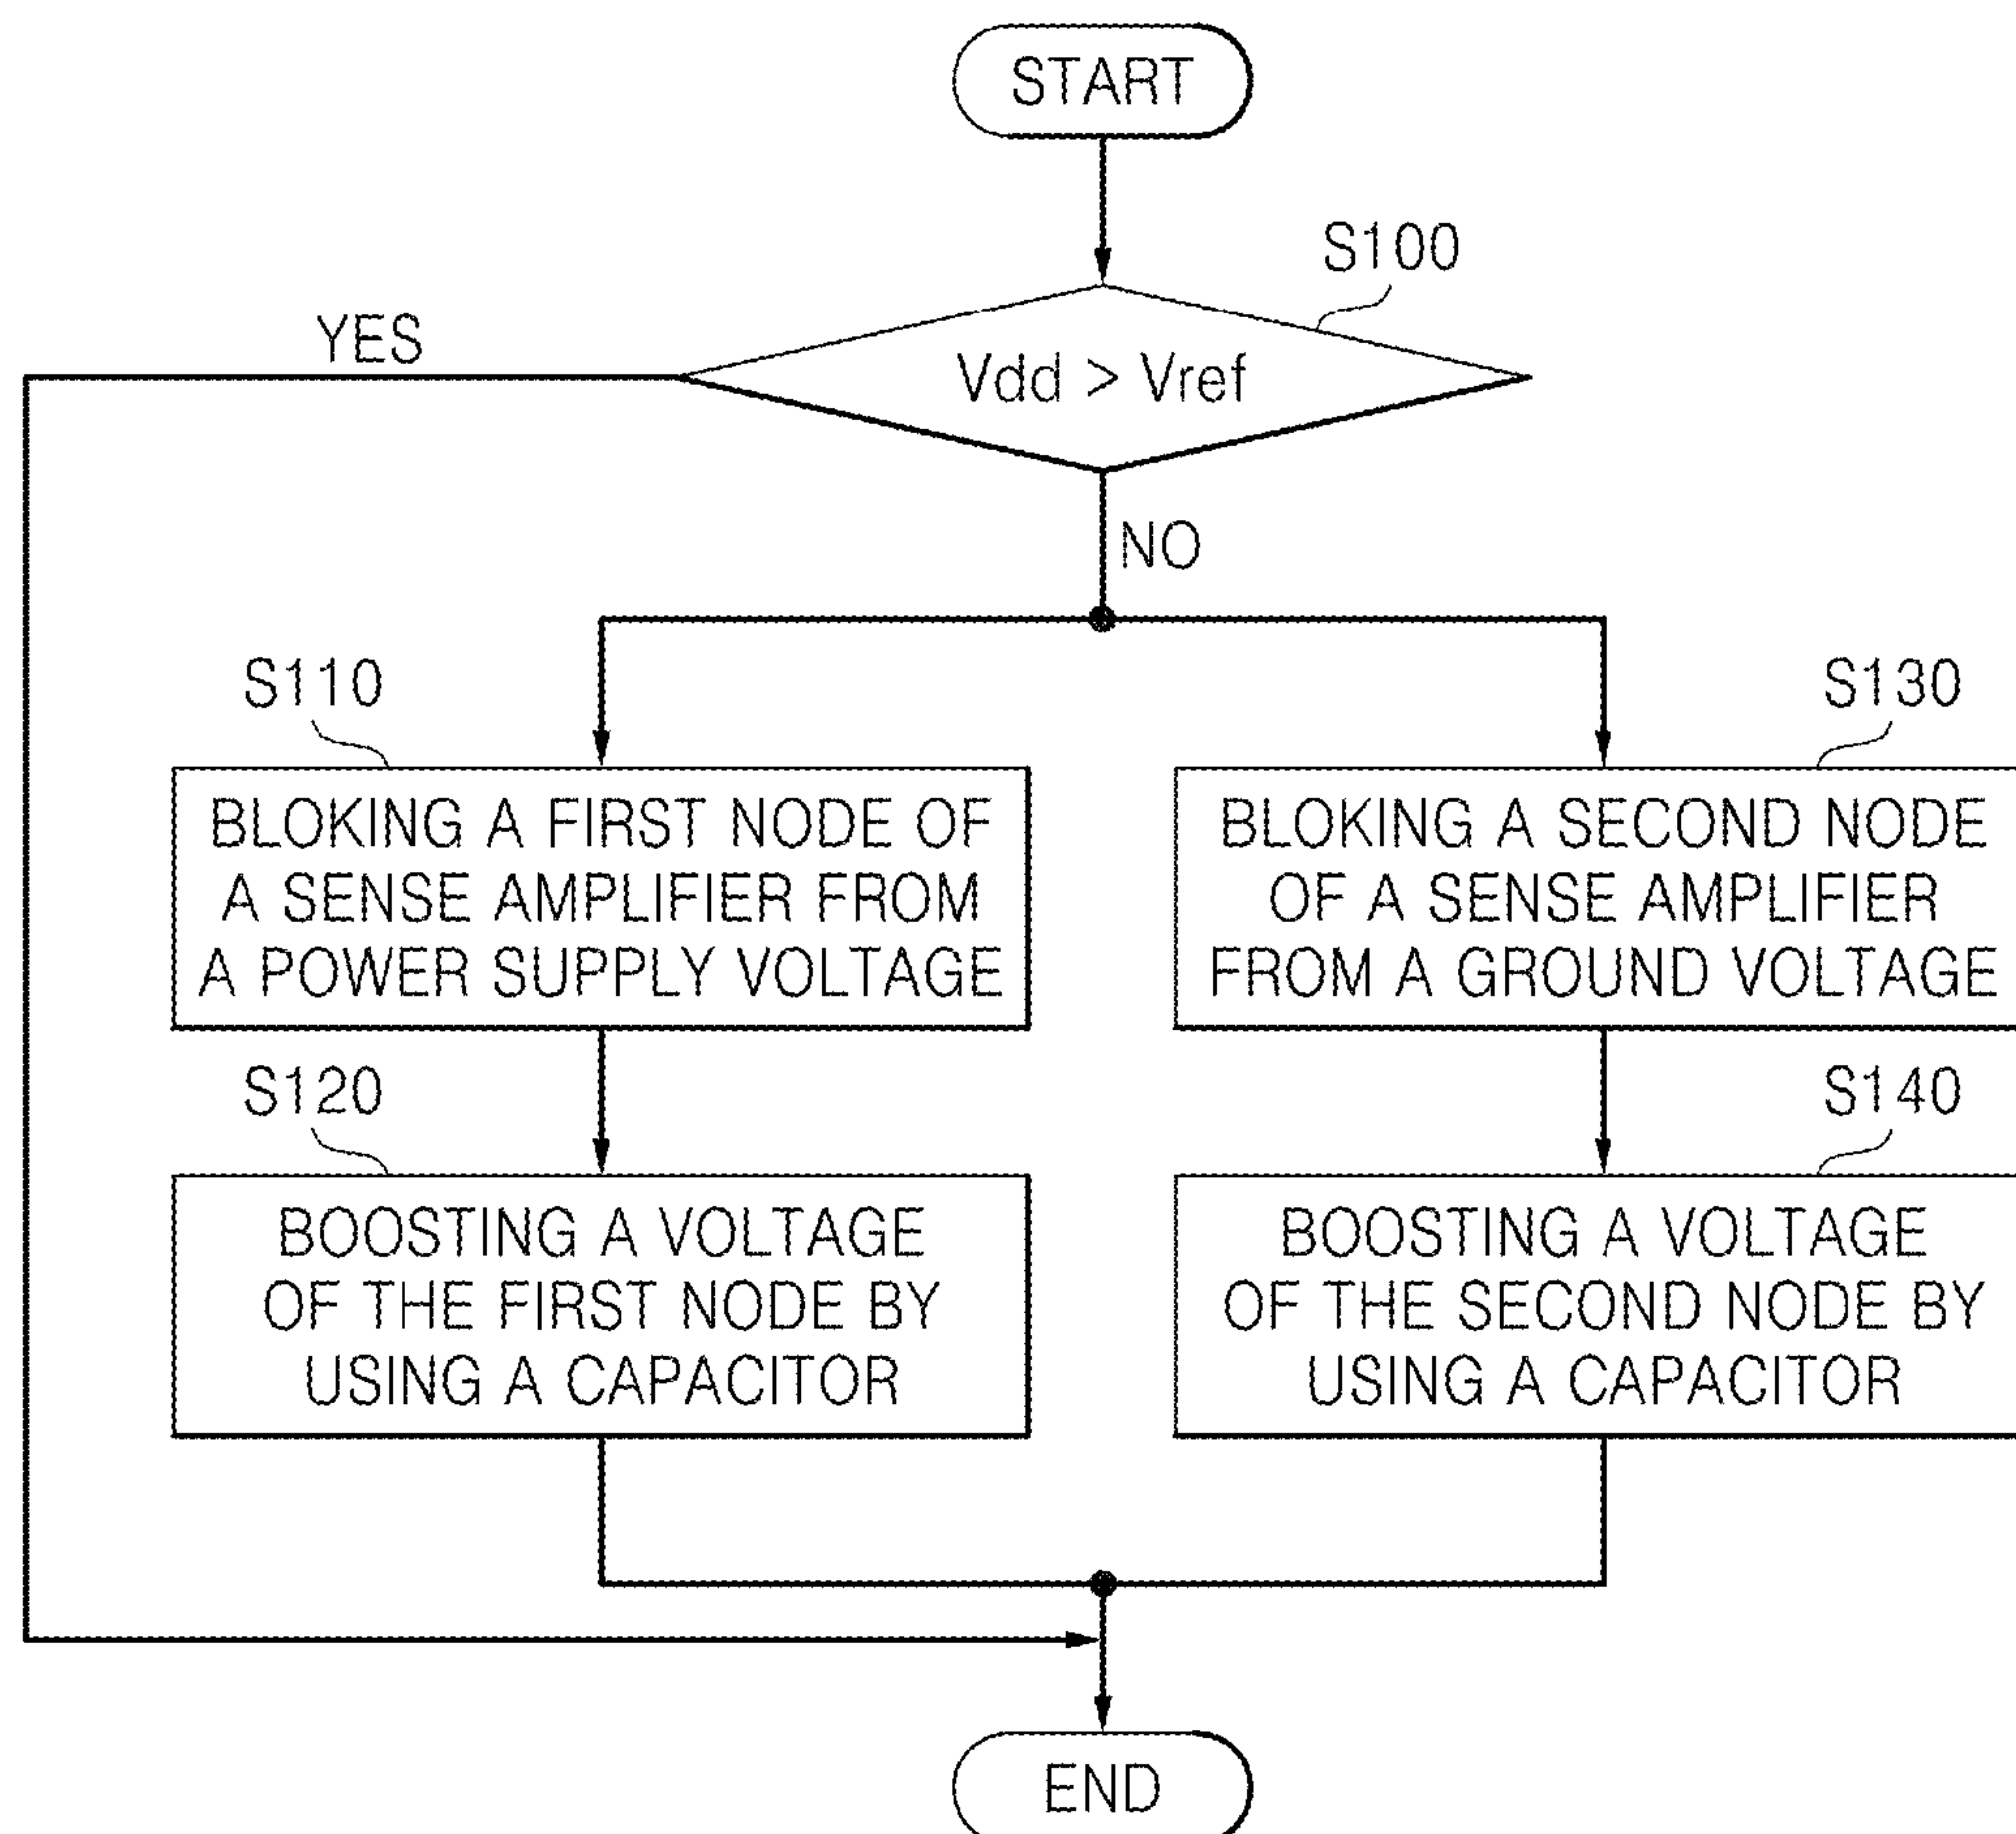 START
S100
YES
Vdd > Vref
NO
S110
BLOKING A FIRST NODE OF
A SENSE AMPLIFIER FROM
A POWER SUPPLY VOLTAGE
S130
BLOKING A SECOND NODE
OF A SENSE AMPLIFIER
FROM A GROUND VOLTAGE
S120
BOOSTING A VOLTAGE
OF THE FIRST NODE BY
USING A CAPACITOR
S140
BOOSTING A VOLTAGE
OF THE SECOND NODE BY
USING A CAPACITOR
END